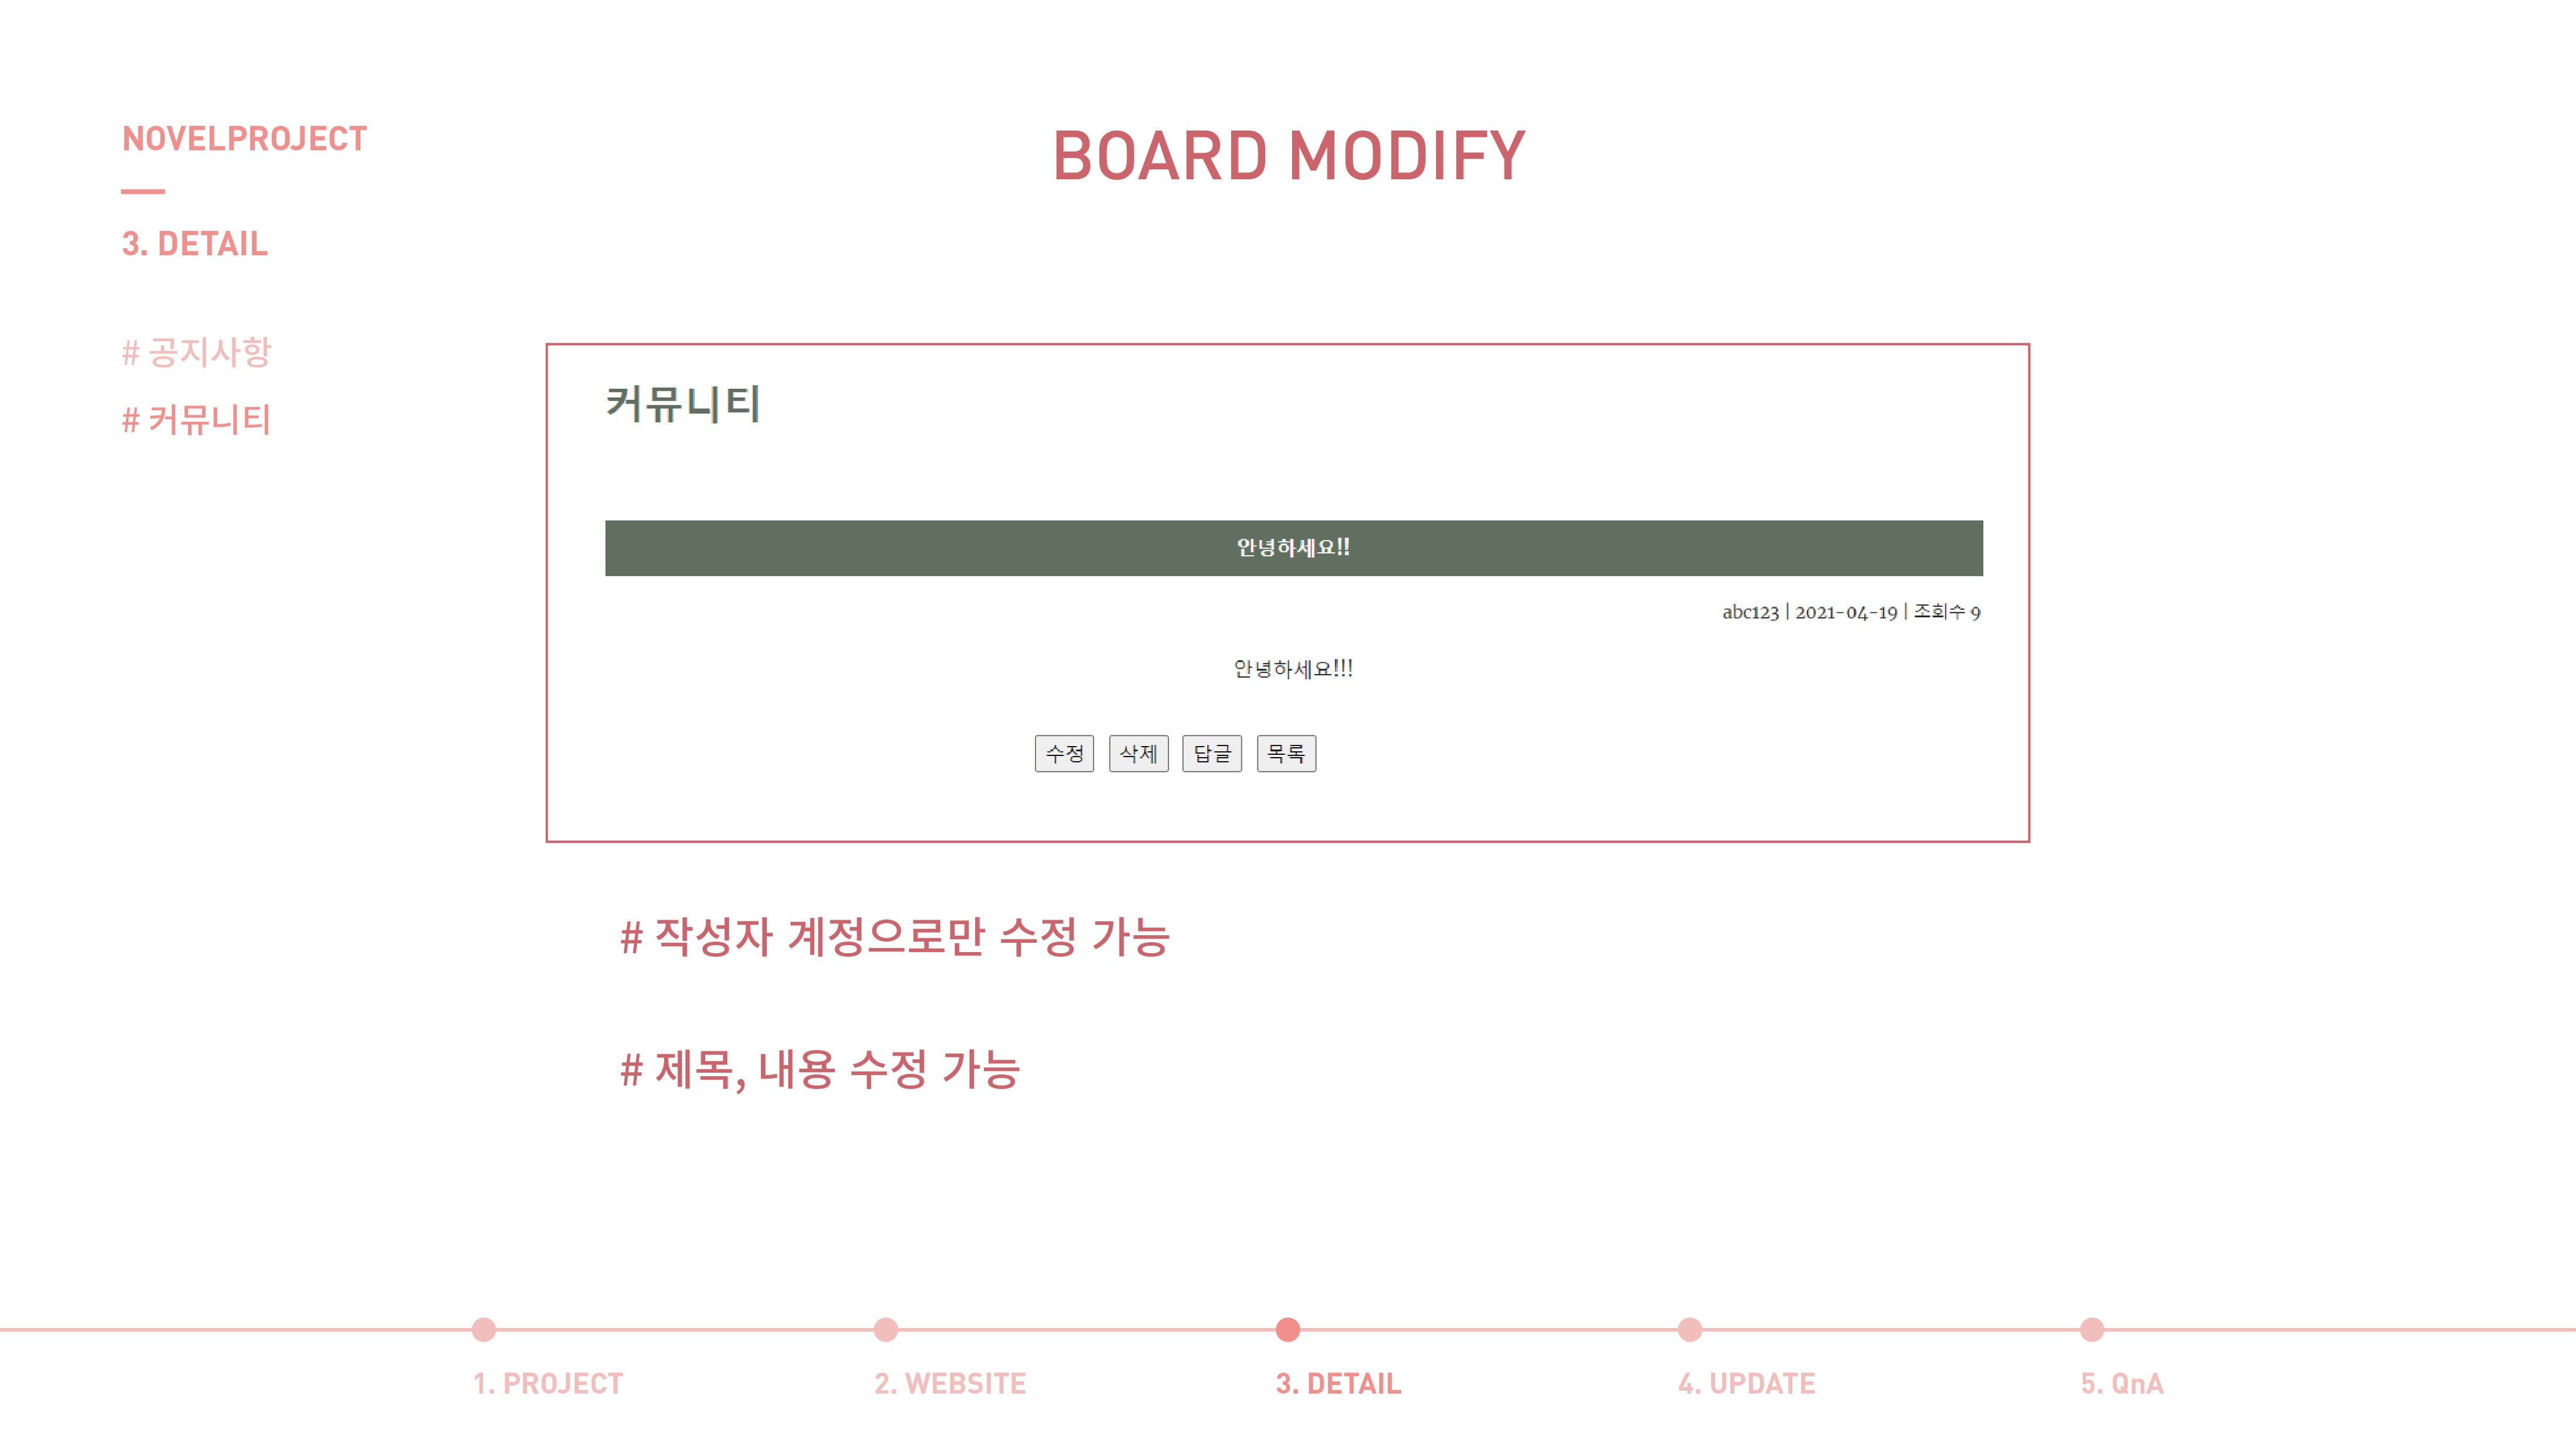 NOVELPROJECT
3. DETAIL
# 공지사항
# 커뮤니티
BOARD MODIFY
커뮤니티
안녕하세요!!
abc123 | 2021-04-19 | 조회수 9
안녕하세요!!!
수정 삭제 답글 목록
# 작성자 계정으로만 수정 가능
# 제목, 내용 수정 가능
1. PROJECT
2. WEBSITE
3. DETAIL
4. UPDATE
5. QnA